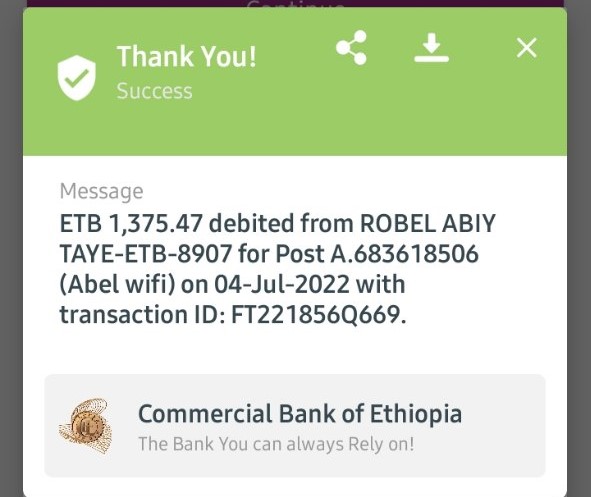 Continue
Thank You!
Success
Message
ETB 1,375.47 debited from ROBEL ABIY
TAYE-ETB-8907 for Post A.683618506
(Abel wifi) on 04-Jul-2022 with
transaction ID: FT221856Q669.
Commercial Bank of Ethiopia
The Bank You can always Rely on!